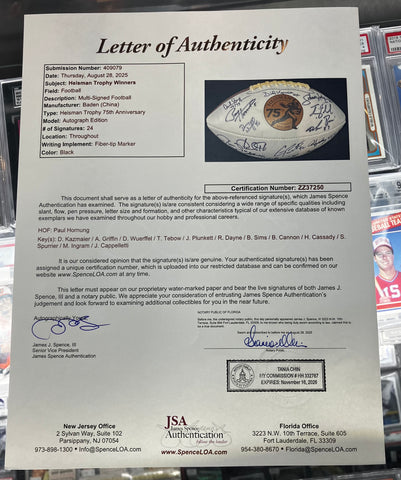 Letter of Authenticity
Submission Number: 409079
Date: Thursday, August 28, 2025
Name(s): Heisman Trophy Winners
Field: Football
Description: Multi-Signed Football
Manufacturer: Baden (China)
Type: Heisman Trophy 75th Anniversary
Model: Autograph Edition
# of Signatures: 24
Location: Throughout
Writing Implement: Fiber-tip Marker
Color: Black
75
Certification Number: ZZ37250
This document shall serve as a letter of authenticity for the above-referenced signature(s), which James Spence
Authentication has examined. The signature(s) is/are consistent considering a wide range of specific qualities including
slant, flow, pen pressure, letter size and formation, and other characteristics typical of our extensive database of known
exemplars we have examined throughout our hobby and professional careers.
HOF: Paul Hornung
Key(s): D. Kazmaier / A. Griffin / D. Wuerffel / T. Tebow / J. Plunkett / R. Dayne / B. Sims / B. Cannon / H. Cassady / S.
Spurrier / M. Ingram / J. Cappelletti
It is our considered opinion that the signature(s) is/are genuine. Your authenticated autograph(s) has been
assigned a unique certification number, which is uploaded into our restricted database and can be confirmed on our
website www.SpenceLOA.com at any time.
This letter must appear on our proprietary water-marked paper and bear the live signatures of both James J.
Spence, III and a notary public. We appreciate your consideration of entrusting James Spence Authentication's
judgement and look forward to examining additional collectibles for you in the near future.
Autographically Yours,
James J. Spence, III
Senior Vice President
James Spence Authentication
NOTARY PUBLIC OF FLORIDA
Notary Public
TANIA CHIN
MY COMMISSION # HH 332787
EXPIRES: November 16, 2026
New Jersey Office
2 Sylvan Way, Suite 102
Parsippany, NJ 07054
973-898-1300 • Info@SpenceLOA.com
JSA
James Spence
Authentication
Florida Office
3223 N.W. 10th Terrace, Suite 605
Fort Lauderdale, FL 33309
954-380-8670 • SpenceLOA.com
15